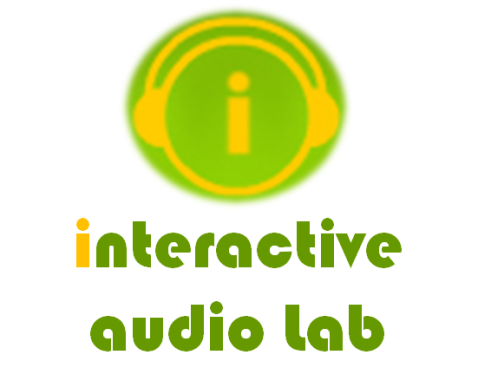 i
interactive
audio Lab